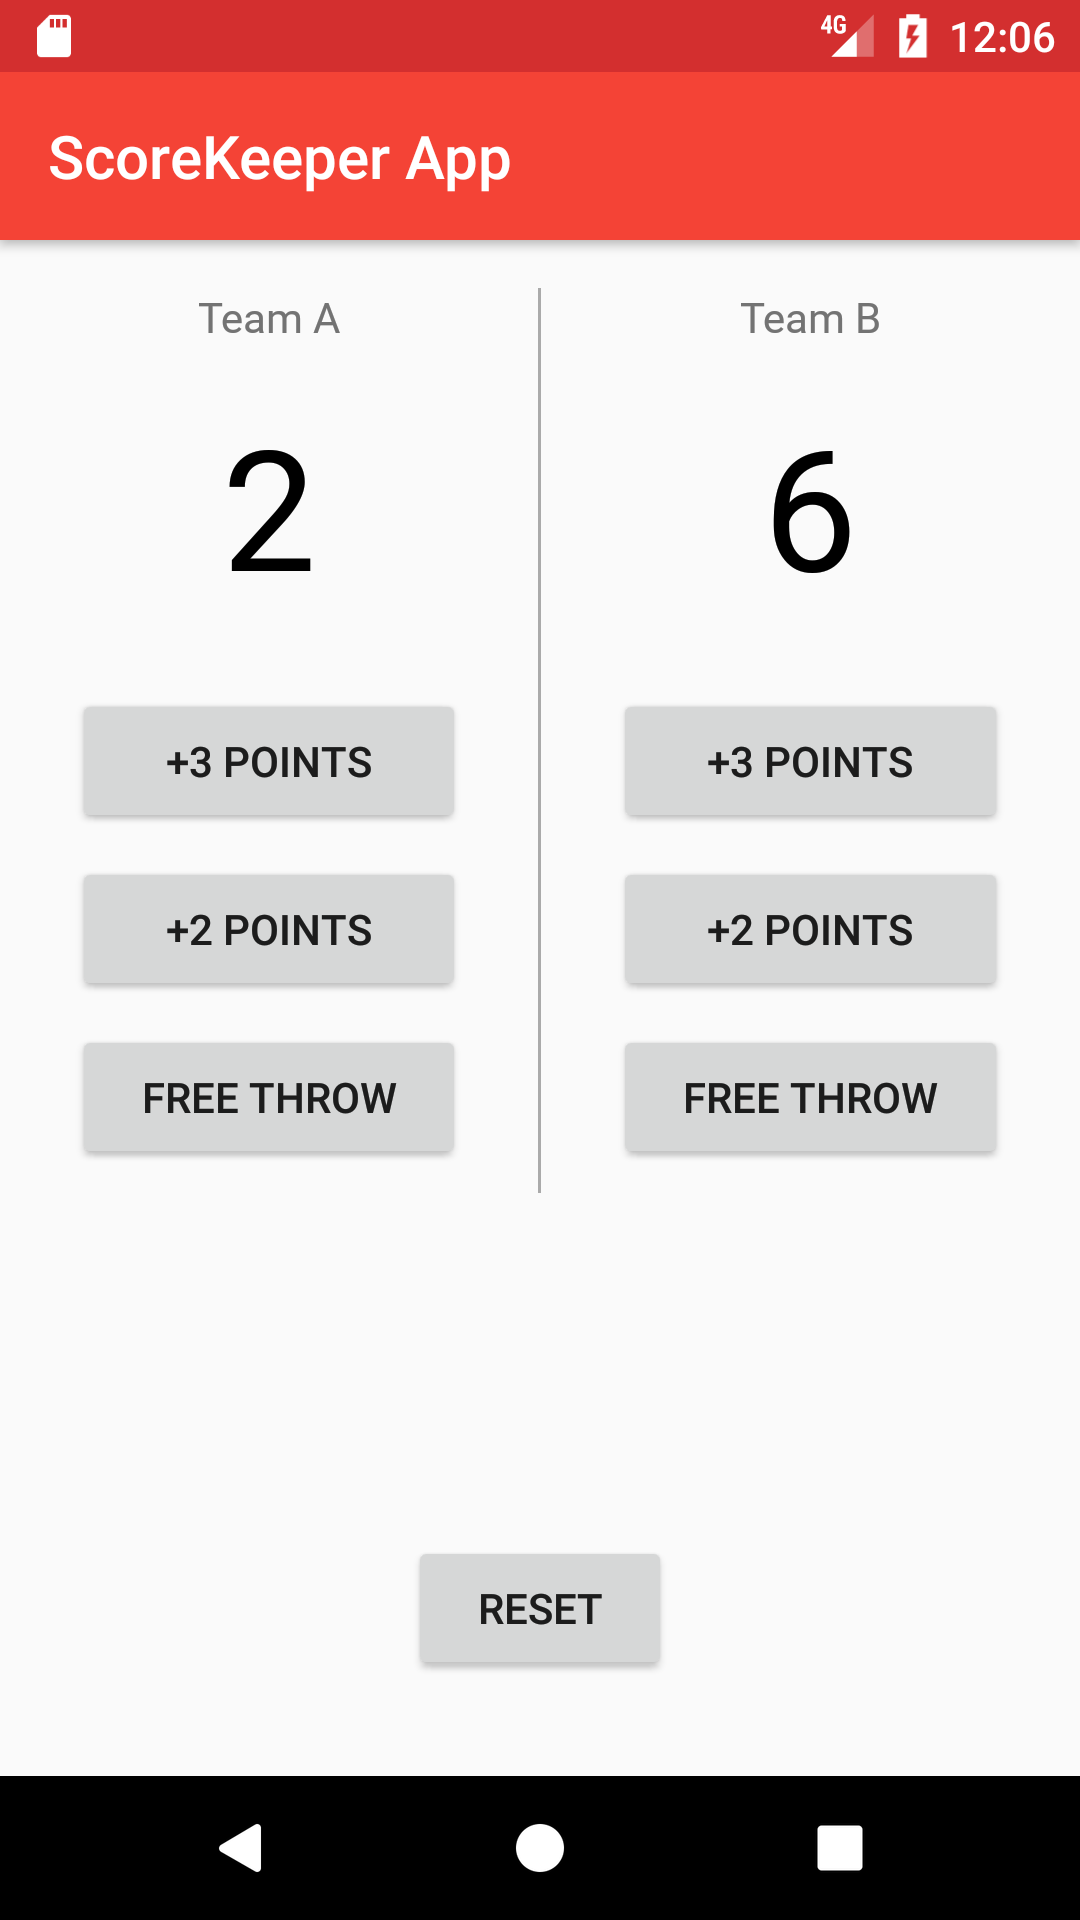 4G 12:06
ScoreKeeper App
Team A
2
+3 POINTS
+2 POINTS
FREE THROW
Team B
6
+3 POINTS
+2 POINTS
FREE THROW
RESET